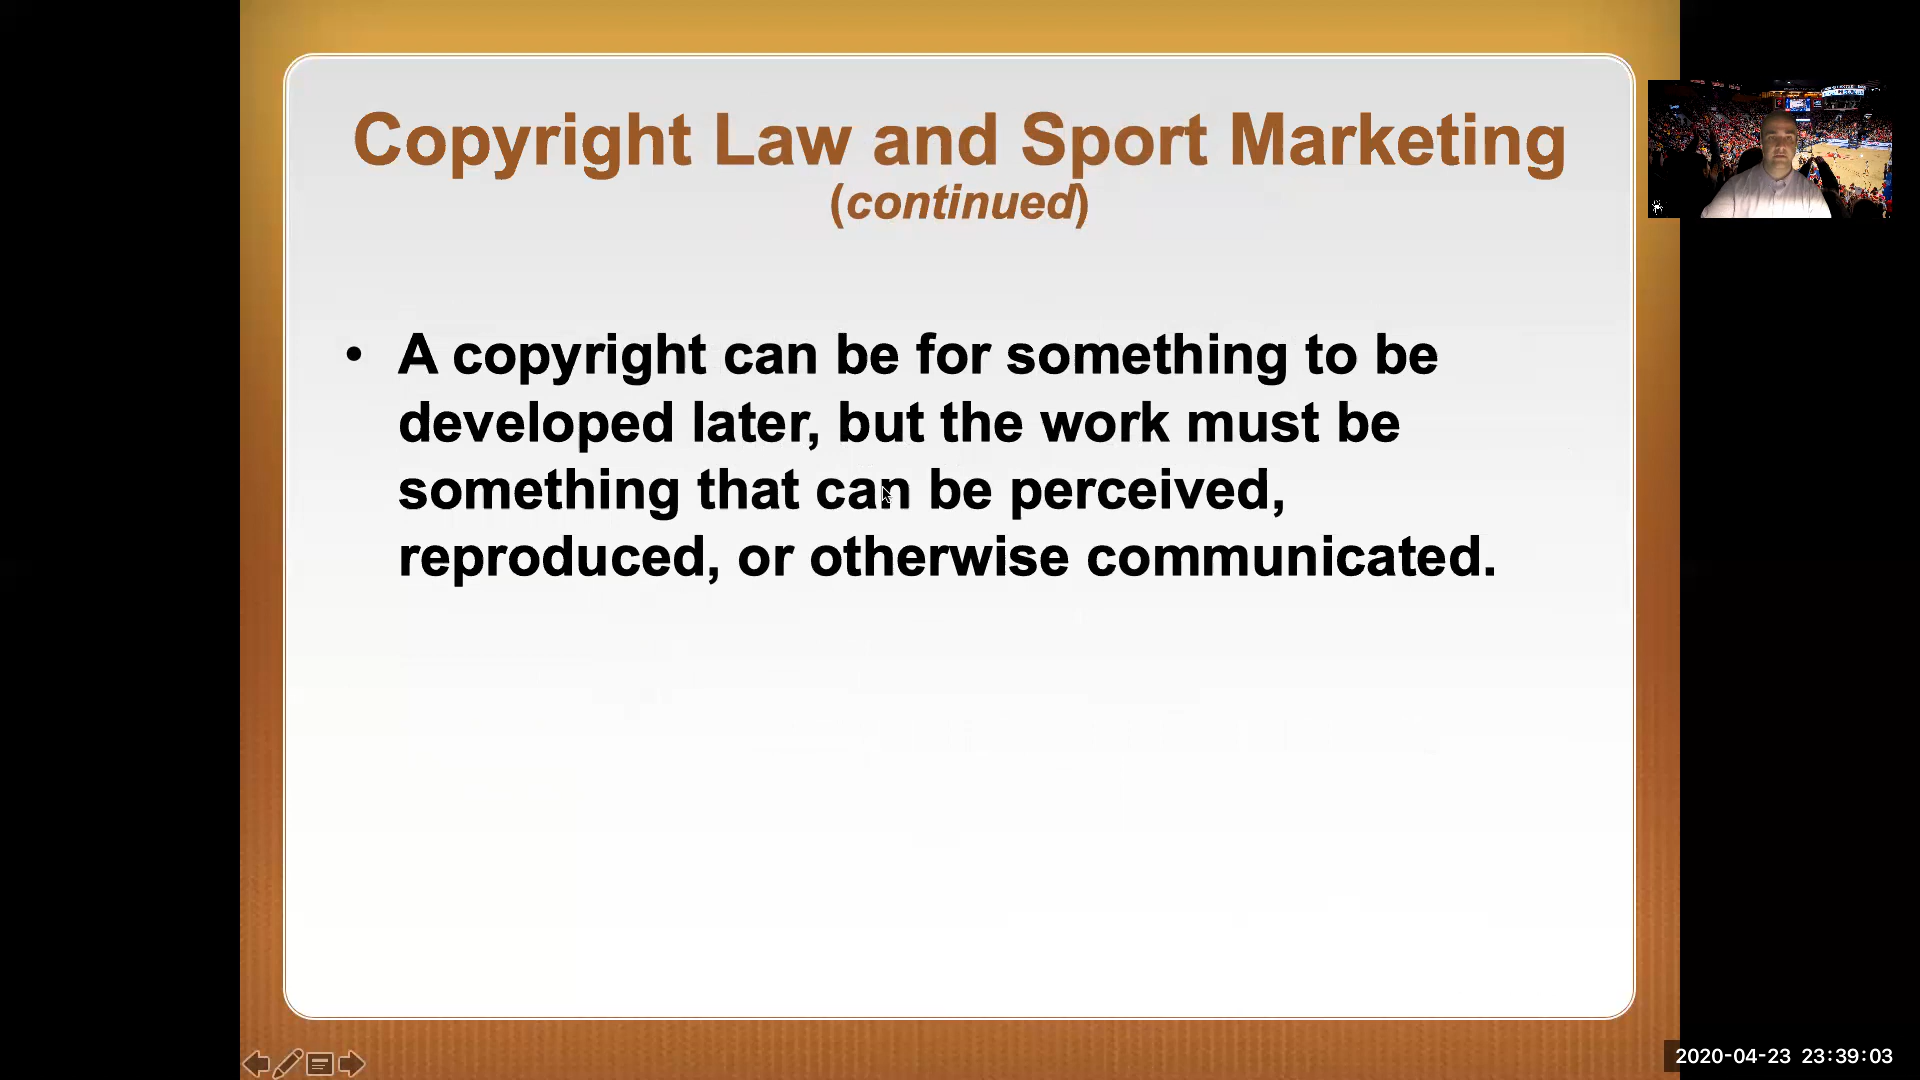 Copyright Law and Sport Marketing
(continued)
• A copyright can be for something to be
developed later, but the work must be
something that can be perceived,
reproduced, or otherwise communicated.
2020-04-23 23:39:03